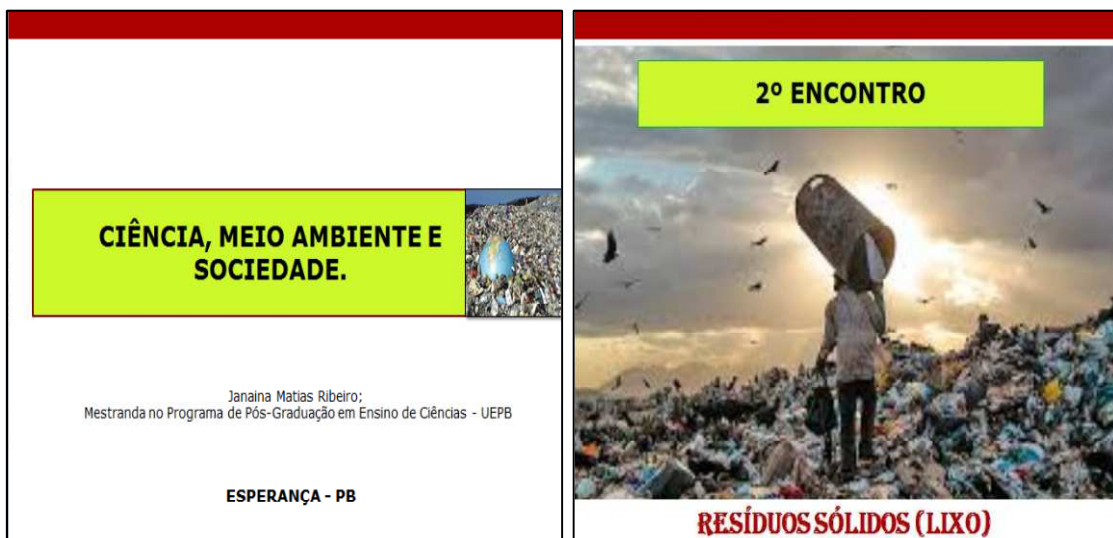 CIÊNCIA, MEIO AMBIENTE E
SOCIEDADE.
Janaina Matias Ribeiro;
Mestranda no Programa de Pós-Graduação em Ensino de Ciências - UEPB
ESPERANÇA - PB
2º ENCONTRO
RESÍDUOS SÓLIDOS (LIXO)